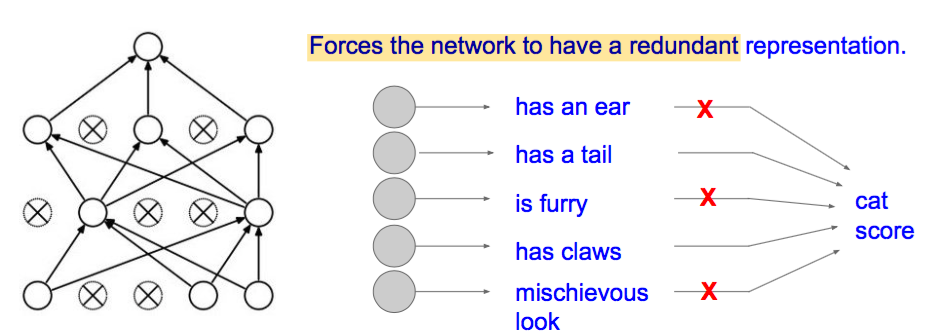 Forces the network to have a redundant representation.
has an ear
X
has a tail
is furry
X
has claws
mischievous
look
X
cat
score